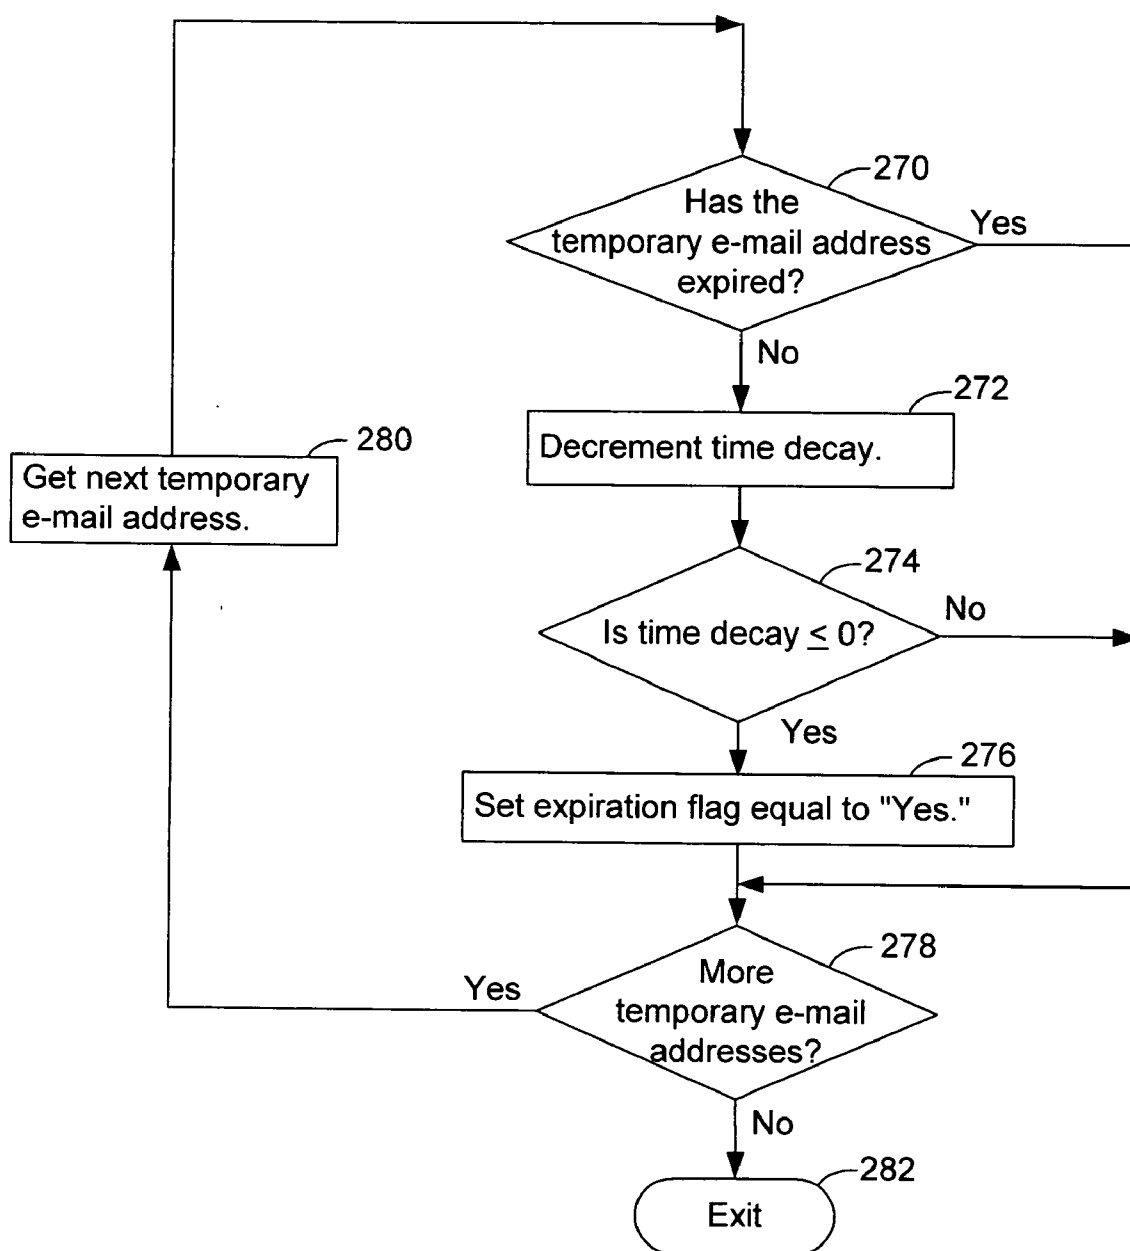 270
Has the
temporary e-mail address
expired?
Yes
No
272
Decrement time decay.
280
Get next temporary
e-mail address.
274
Is time decay ≤ 0?
No
Yes
276
Set expiration flag equal to "Yes."
278
More
temporary e-mail
addresses?
Yes
No
282
Exit